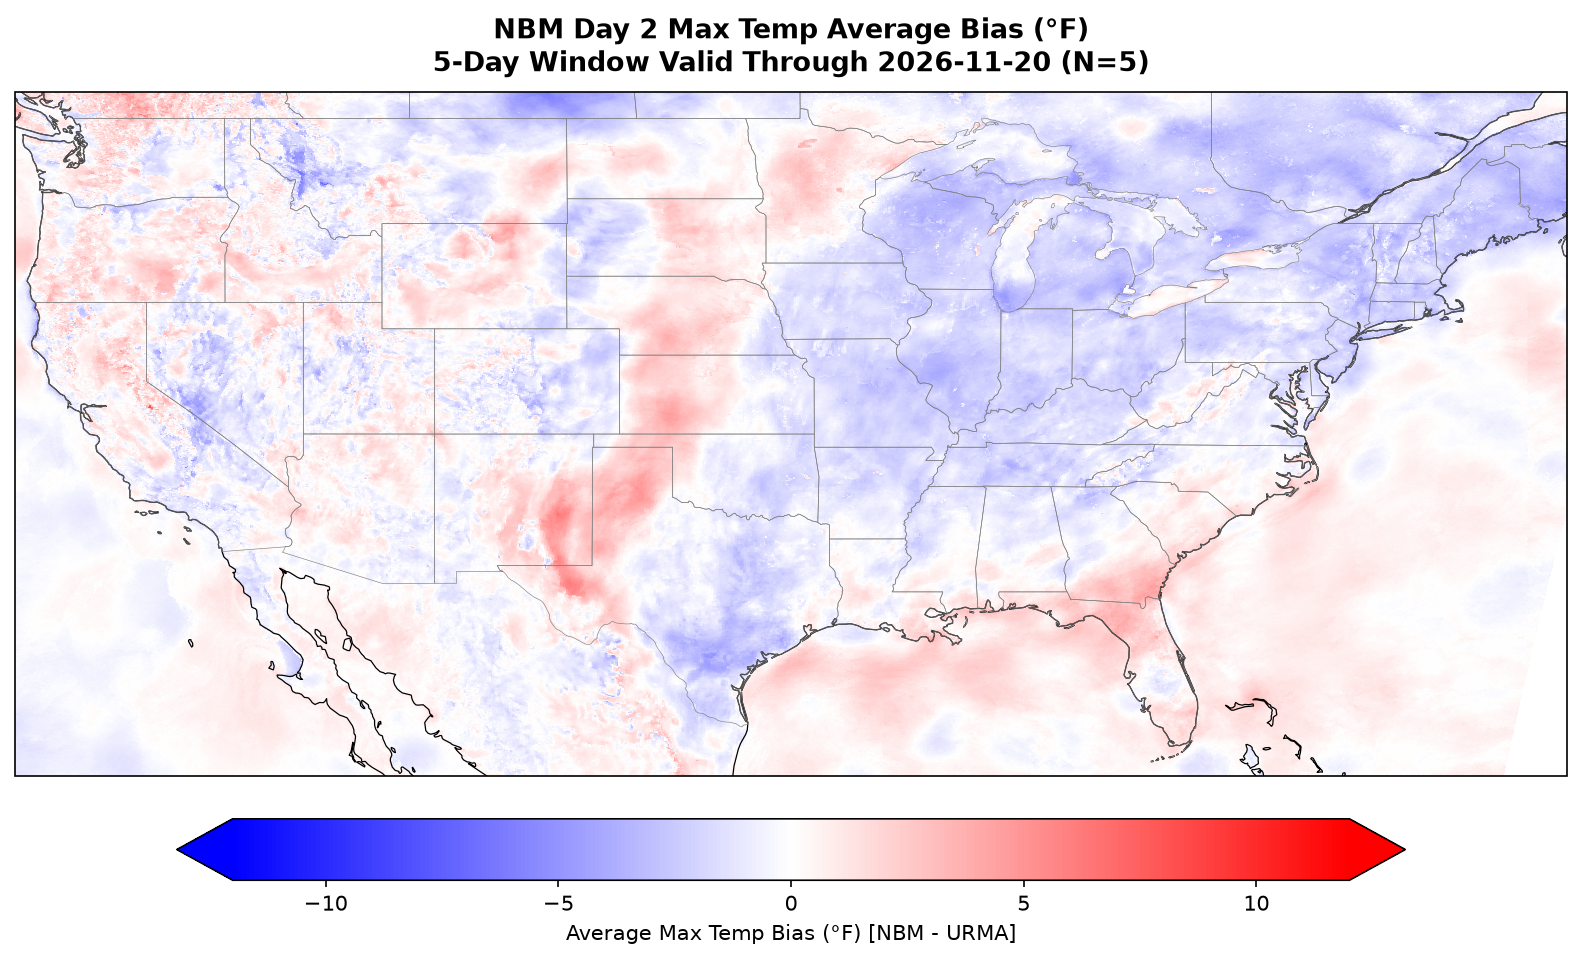 NBM Day 2 Max Temp Average Bias (°F)
5-Day Window Valid Through 2026-11-20 (N=5)
−10 −5 0 5 10
Average Max Temp Bias (°F) [NBM - URMA]